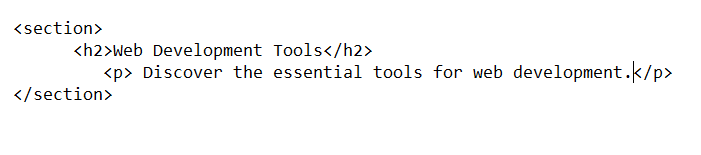 <section>
<h2>Web Development Tools</h2>
<p> Discover the essential tools for web development.</p>
</section>